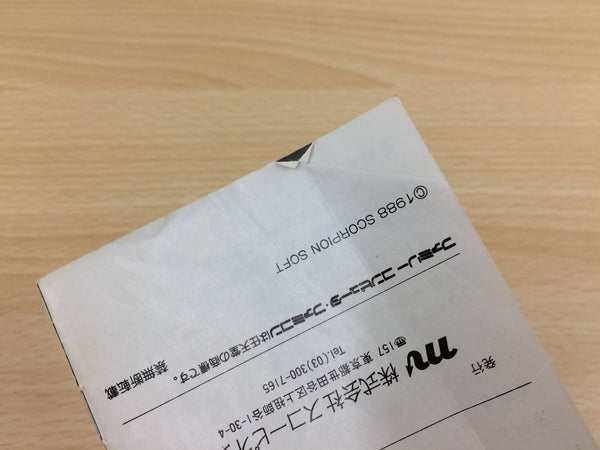 発行
mv 株式会社スコーピオン
〒157 東京都世田谷区上祖師谷1-30-4
Tel.(03)300-7165
ファミリーコンピュータ・ファミコンは任天堂の商標です。
禁無断転載
©1988 SCORPION SOFT